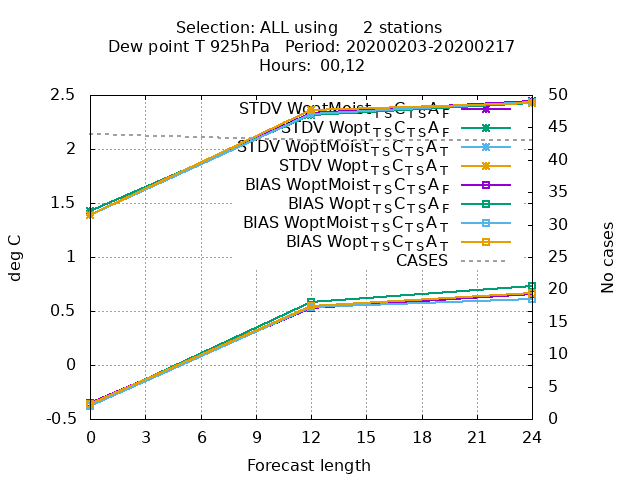 Selection: ALL using 2 stations
Dew point T 925hPa Period: 20200203-20200217
Hours: 00,12
2.5
2
1.5
1
0.5
0
-0.5
deg C
STDV WoptMoist_TS C_TS A_F
STDV Wopt_TS C_TS A_F
STDV WoptMoist_TS C_TS A_T
STDV Wopt_TS C_TS A_T
BIAS WoptMoist_TS C_TS A_F
BIAS Wopt_TS C_TS A_F
BIAS WoptMoist_TS C_TS A_T
BIAS Wopt_TS C_TS A_T
CASES
50
45
40
35
30
25
20
15
10
5
0
No cases
0 3 6 9 12 15 18 21 24
Forecast length